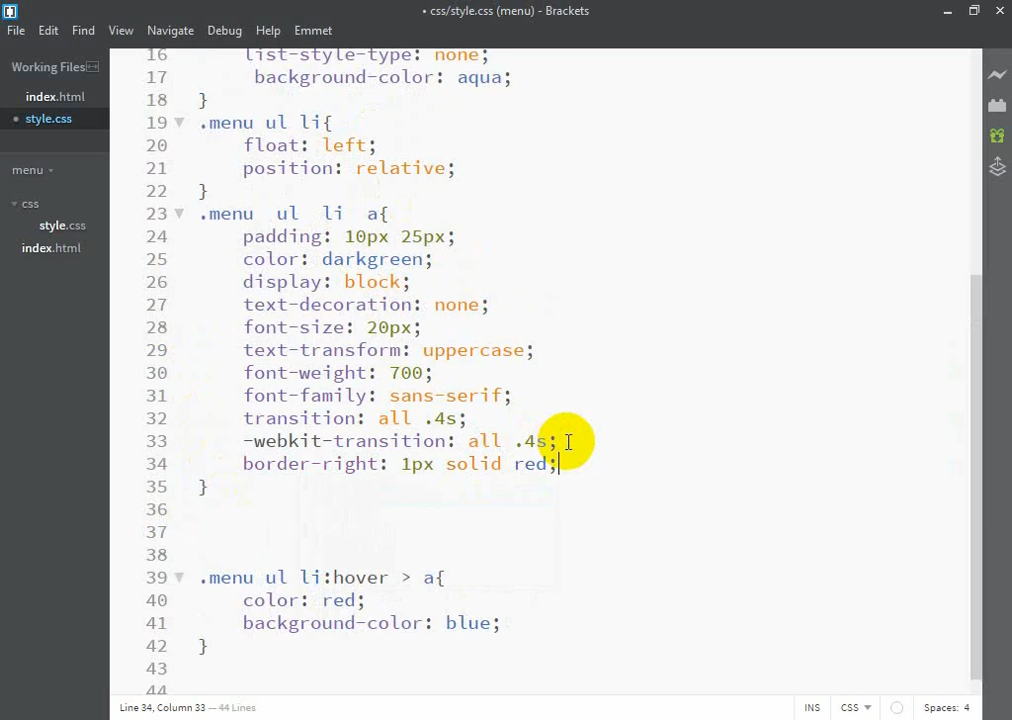 • css/style.css (menu) - Brackets
File Edit Find View Navigate Debug Help Emmet
Working Files
index.html
• style.css
menu
css
style.css
index.html
16 list-style-type: none;
17 background-color: aqua;
18 }
19 .menu ul li{
20 float: left;
21 position: relative;
22 }
23 .menu  ul  li  a{
24 padding: 10px 25px;
25 color: darkgreen;
26 display: block;
27 text-decoration: none;
28 font-size: 20px;
29 text-transform: uppercase;
30 font-weight: 700;
31 font-family: sans-serif;
32 transition: all .4s;
33 -webkit-transition: all .4s;
34 border-right: 1px solid red;
35 }
36
37
38
39 .menu ul li:hover > a{
40 color: red;
41 background-color: blue;
42 }
43
44
Line 34, Column 33 — 44 Lines INS CSS Spaces: 4